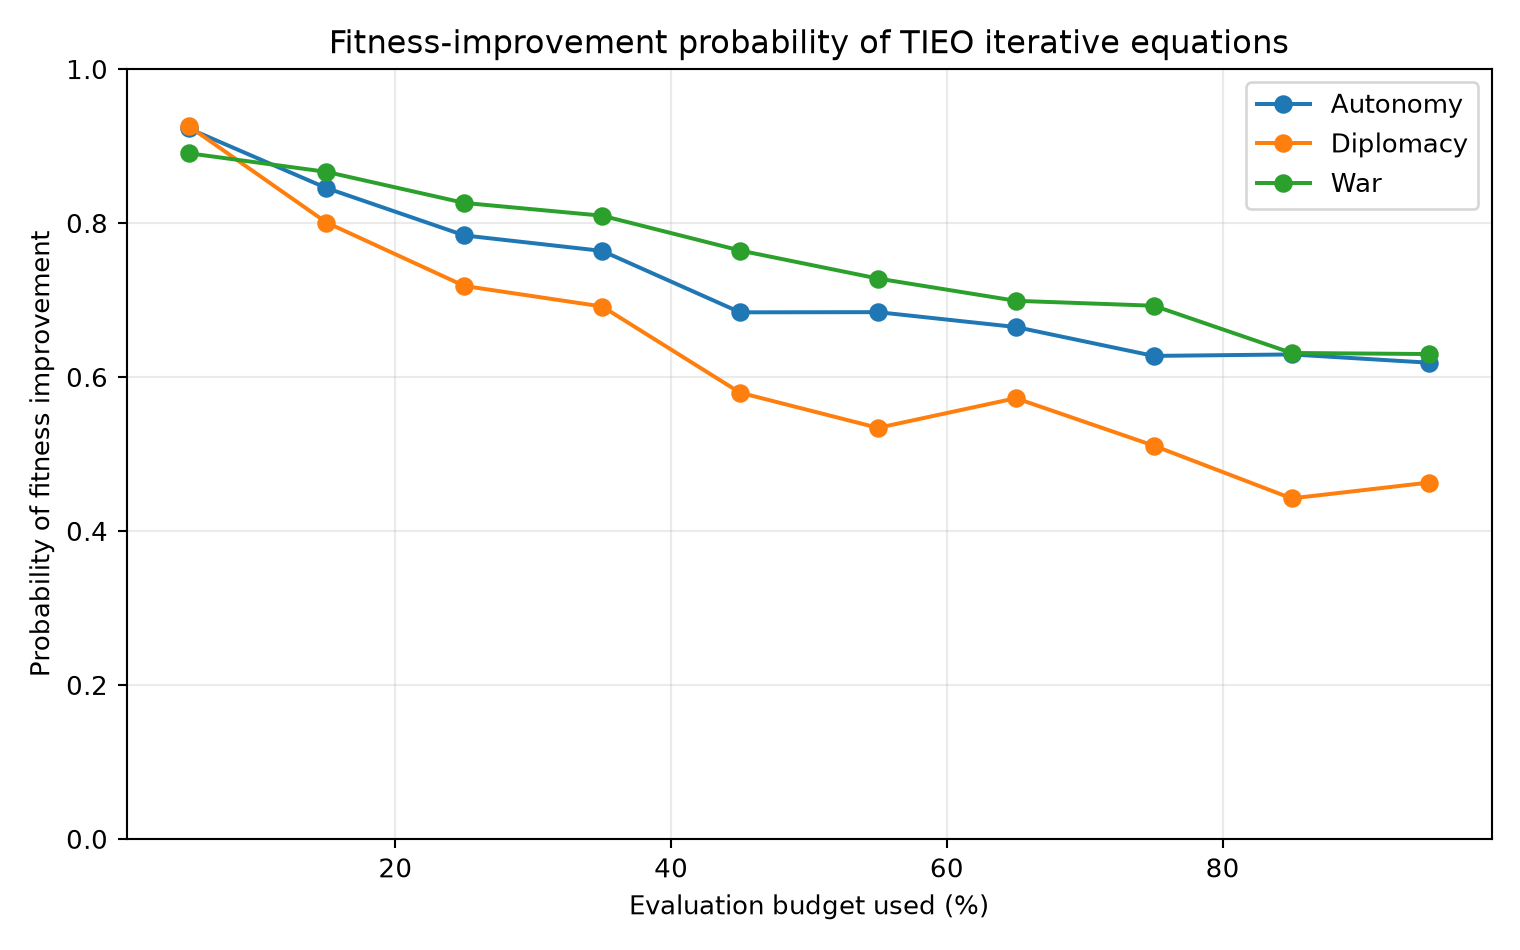 Fitness-improvement probability of TIEO iterative equations
1.0
0.8
0.6
0.4
0.2
0.0
Probability of fitness improvement
Autonomy
Diplomacy
War
20
40
60
80
Evaluation budget used (%)